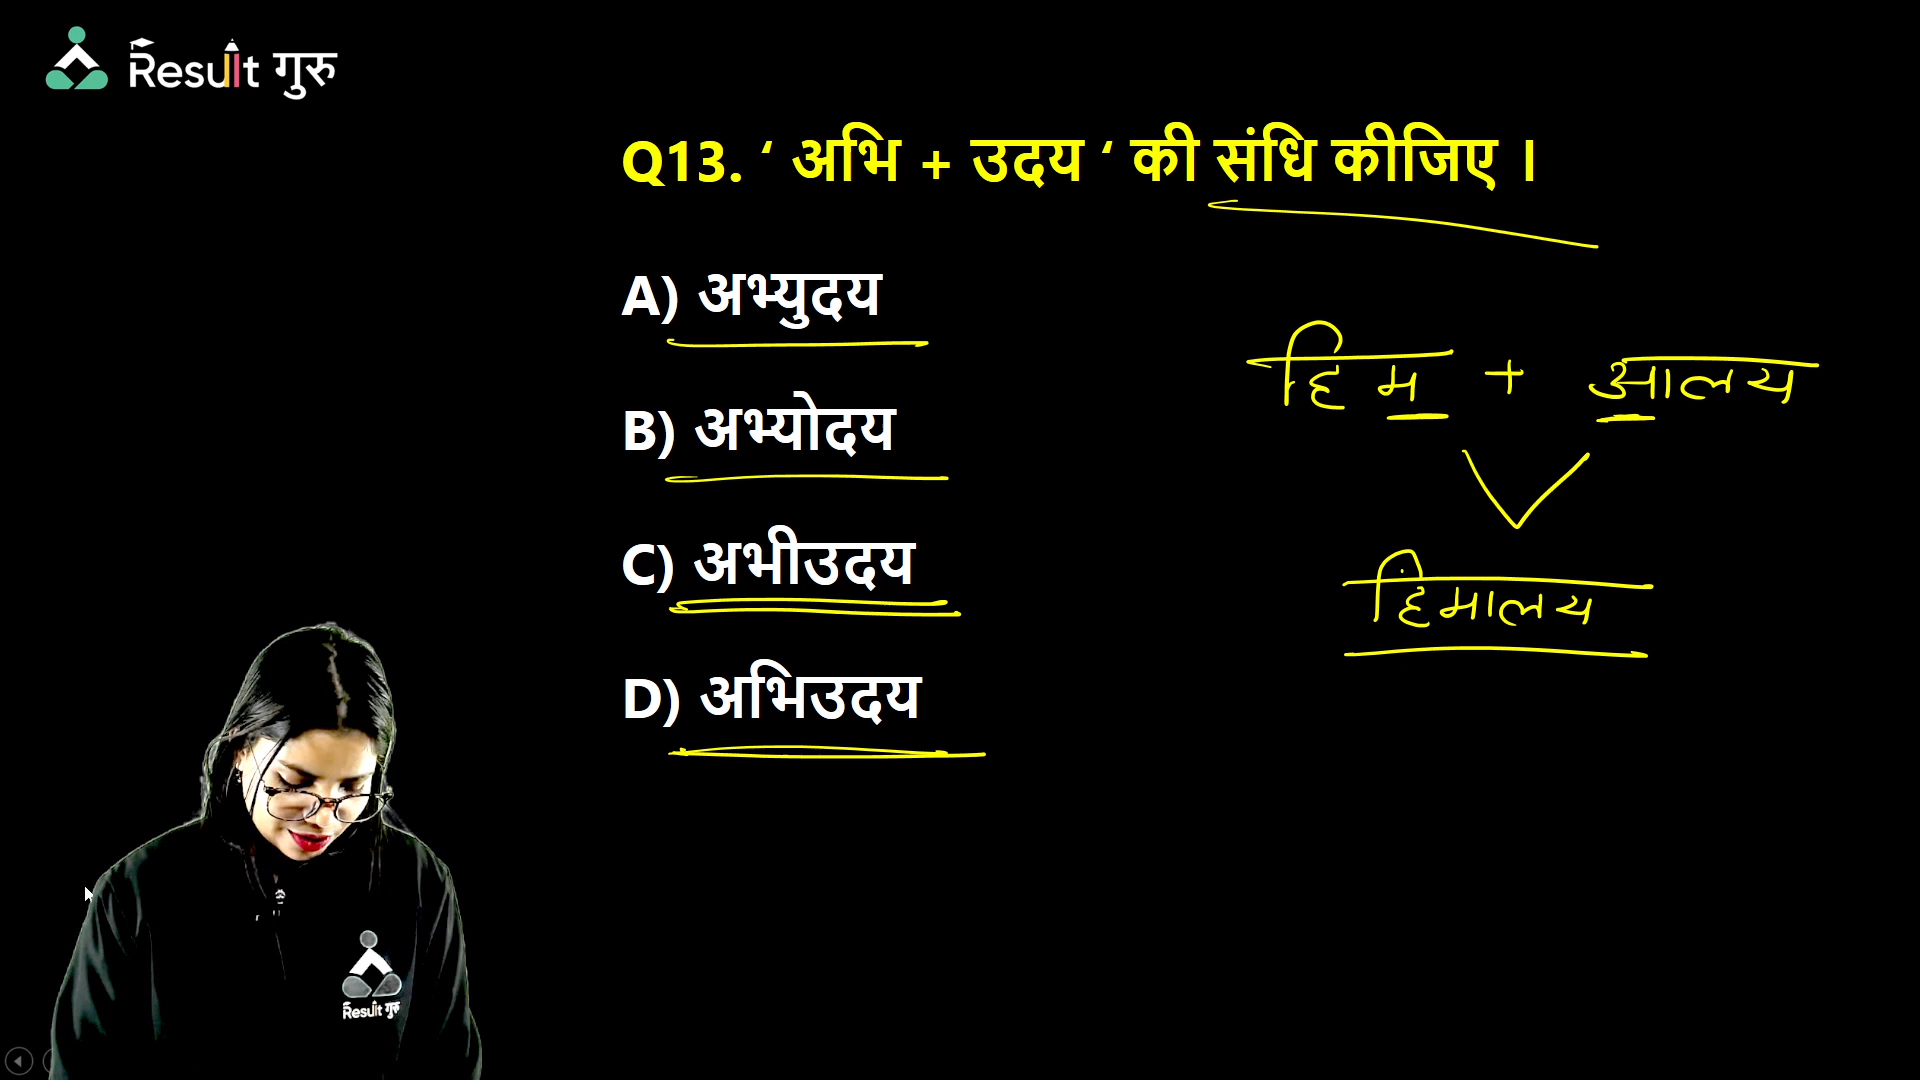 Result गुरु
Q13. ‘ अभि + उदय ‘ की संधि कीजिए ।
A) अभ्युदय
B) अभ्योदय
C) अभीउदय
D) अभिउदय
हिम + आलय
हिमालय
Result गुरु